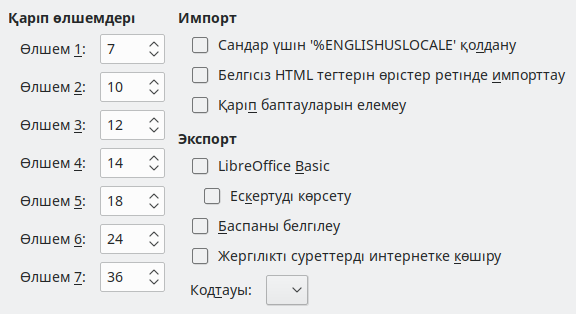 Қаріп өлшемдері
Өлшем 1: 7
Өлшем 2: 10
Өлшем 3: 12
Өлшем 4: 14
Өлшем 5: 18
Өлшем 6: 24
Өлшем 7: 36
Импорт
Сандар үшін '%ENGLISHUSLOCALE' қолдану
Белгісіз HTML тегтерін өрістер ретінде импорттау
Қаріп баптауларын елемеу
Экспорт
LibreOffice Basic
Ескертуді көрсету
Баспаны белгілеу
Жергілікті суреттерді интернетке көшіру
Кодтауы: